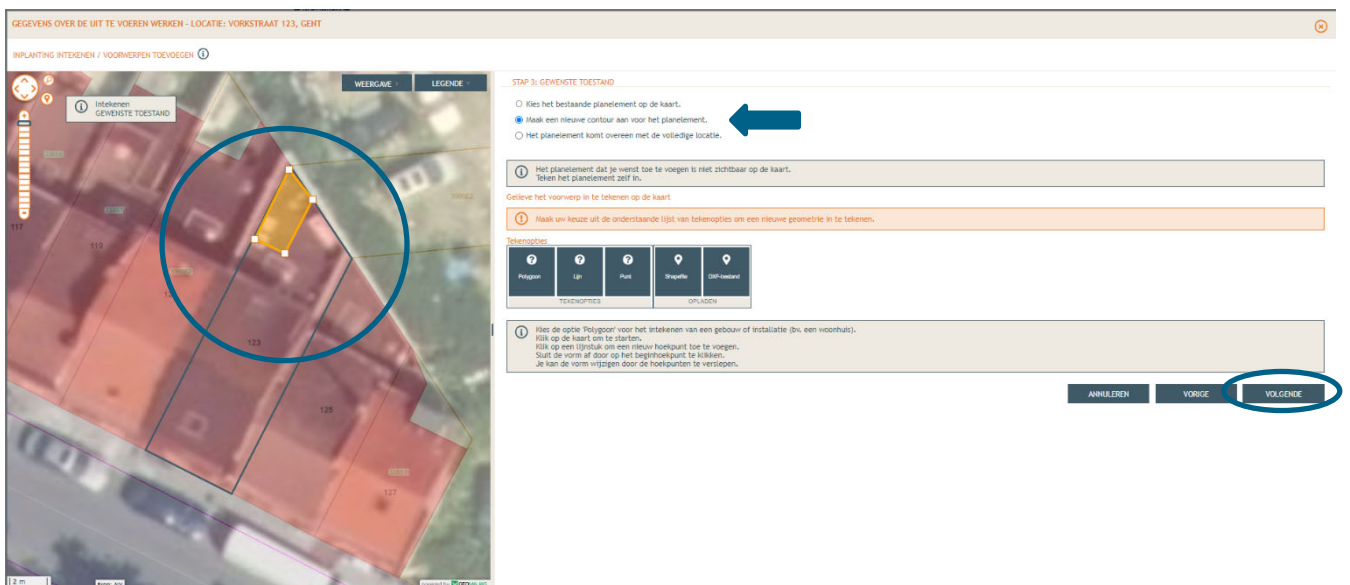 GEGEVENS OVER DE UIT TE VOEREN WERKEN - LOCATIE: VORKSTRAAT 123, GENT
INPLANTING INTEKENEN / VOORWERPEN TOEVOEGEN
WEERGAVE
LEGENDE
Intekenen
GEWENSTE TOESTAND
117
119
123
125
127
2 m
powered by
STAP 3: GEWENSTE TOESTAND
Kies het bestaande planelement op de kaart.
Maak een nieuwe contour aan voor het planelement.
Het planelement komt overeen met de volledige locatie.
Het planelement dat je wenst toe te voegen is niet zichtbaar op de kaart.
Teken het planelement zelf in.
Gelieve het voorwerp in te tekenen op de kaart
Maak uw keuze uit de onderstaande lijst van tekenopties om een nieuwe geometrie in te tekenen.
Tekenopties
Polygoon
Lijn
Punt
Shapefile
DXF-bestand
TEKENOPTIES
OPLADEN
Kies de optie 'Polygoon' voor het intekenen van een gebouw of installatie (bv. een woonhuis).
Klik op de kaart om te starten.
Klik op een lijnstuk om een nieuw hoekpunt toe te voegen.
Sluit de vorm af door op het beginhoekpunt te klikken.
Je kan de vorm wijzigen door de hoekpunten te verslepen.
ANNULEREN
VORIGE
VOLGENDE